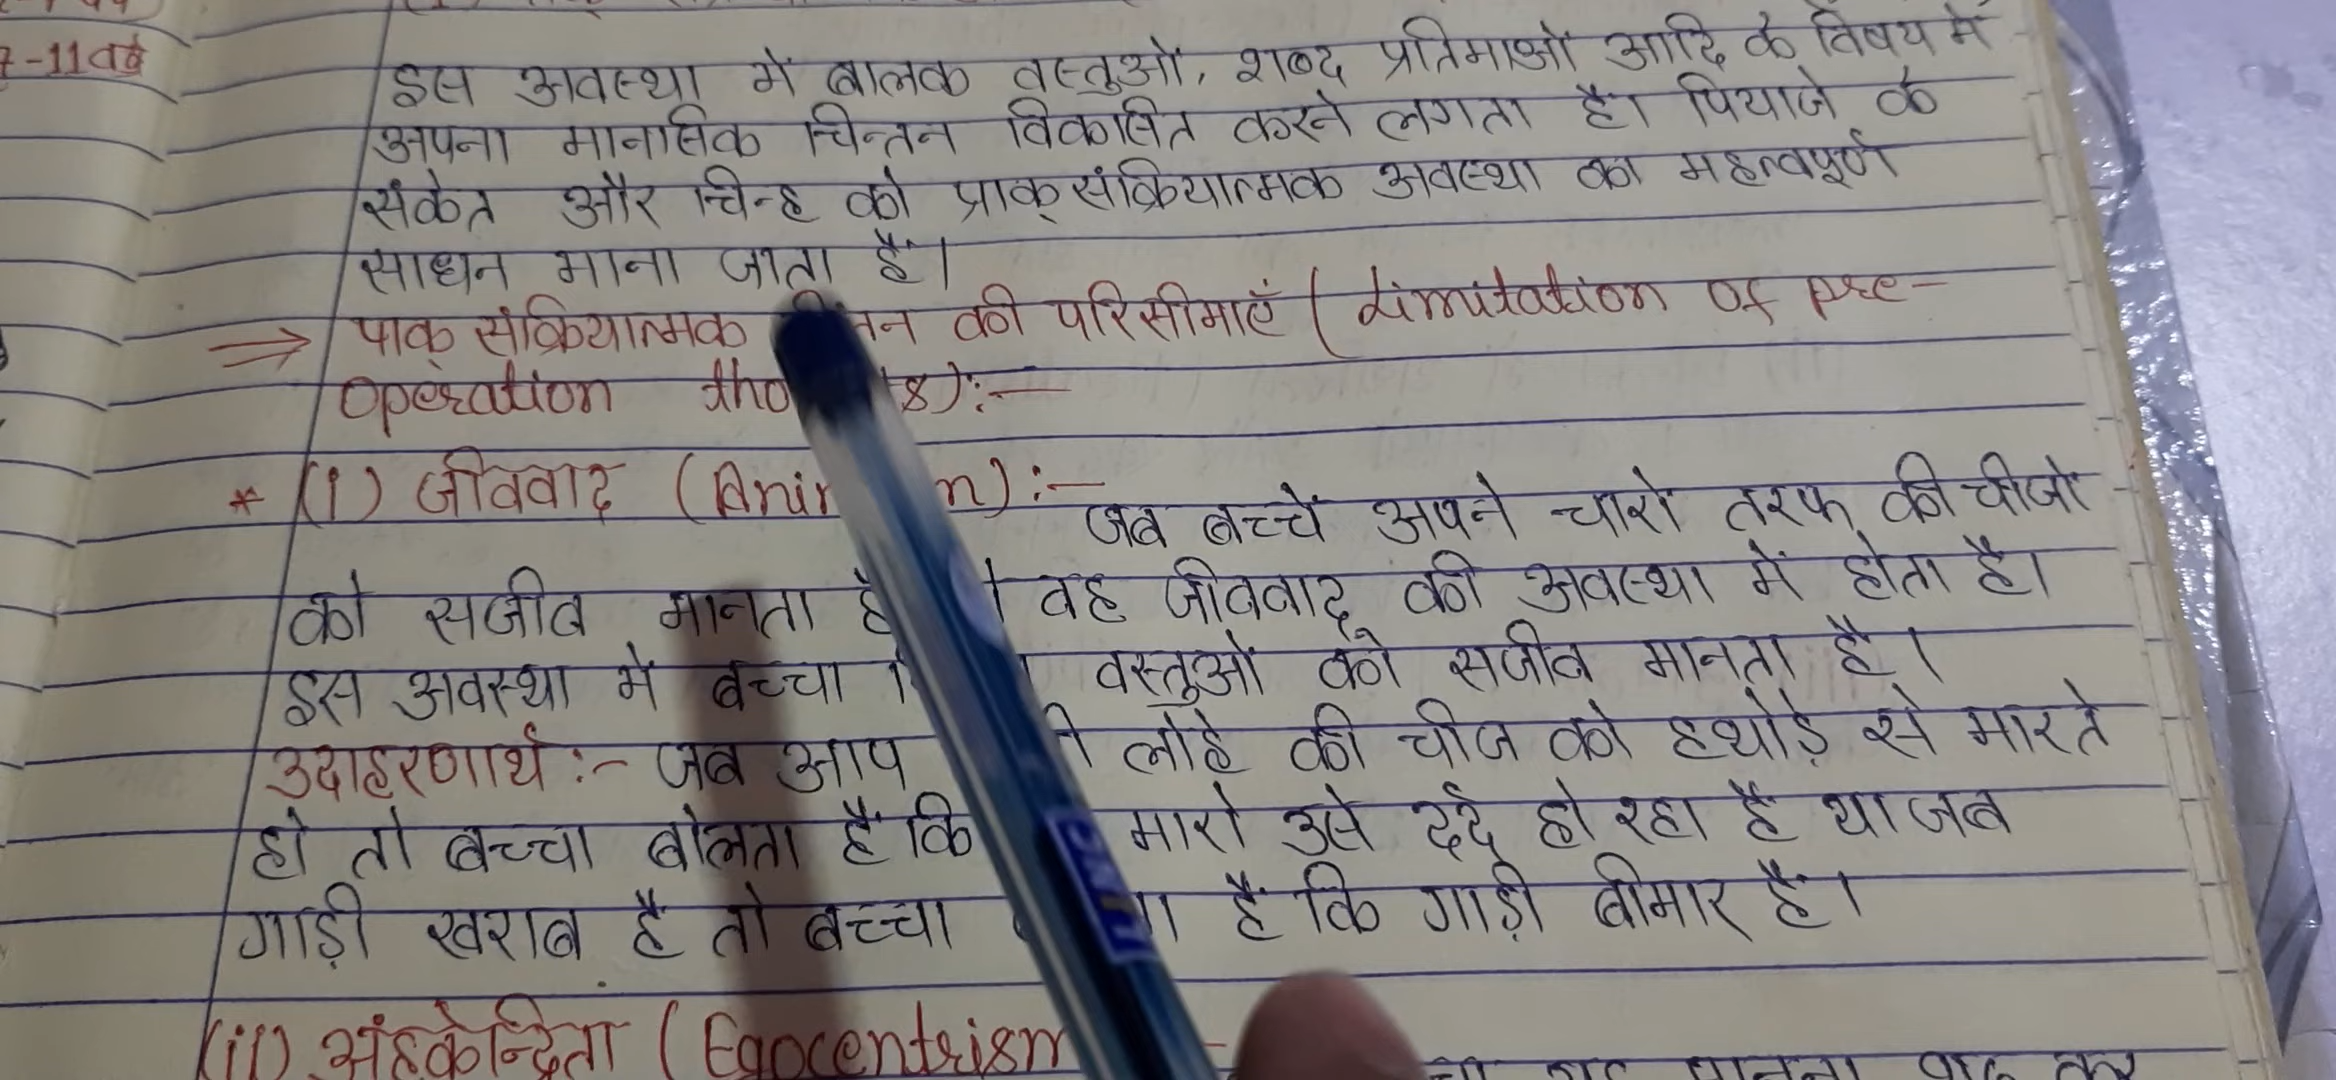 7-11वर्ष
इस अवस्था में बालक वस्तुओं, शब्द प्रतिमाओं आदि के विषय में
अपना मानसिक चिन्तन विकसित करने लगता है। पियाजे के
संकेत और चिन्ह को प्राक् संक्रियात्मक अवस्था का महत्वपूर्ण
साधन माना जाता है।
⇒ पाक् संक्रियात्मक की परिसीमाएँ ( Limitation of pre-
operation
* (i) जीववाद ( :—
जब बच्चें अपने चारो तरफ की चीजो
को सजीव मानता वह जीववाद की अवस्था में होता है।
इस अवस्था में बच्चा वस्तुओं को सजीव मानता है।
उदाहरणार्थ :- जब आप लोहे की चीज को हथोड़े से मारते
हो तो बच्चा बोलता है कि मारो उसे दर्द हो रहा है या जब
गाड़ी खराब है तो बच्चा है कि गाड़ी बीमार है।
(ii) अंहकेन्द्रिता ( Egocentrism